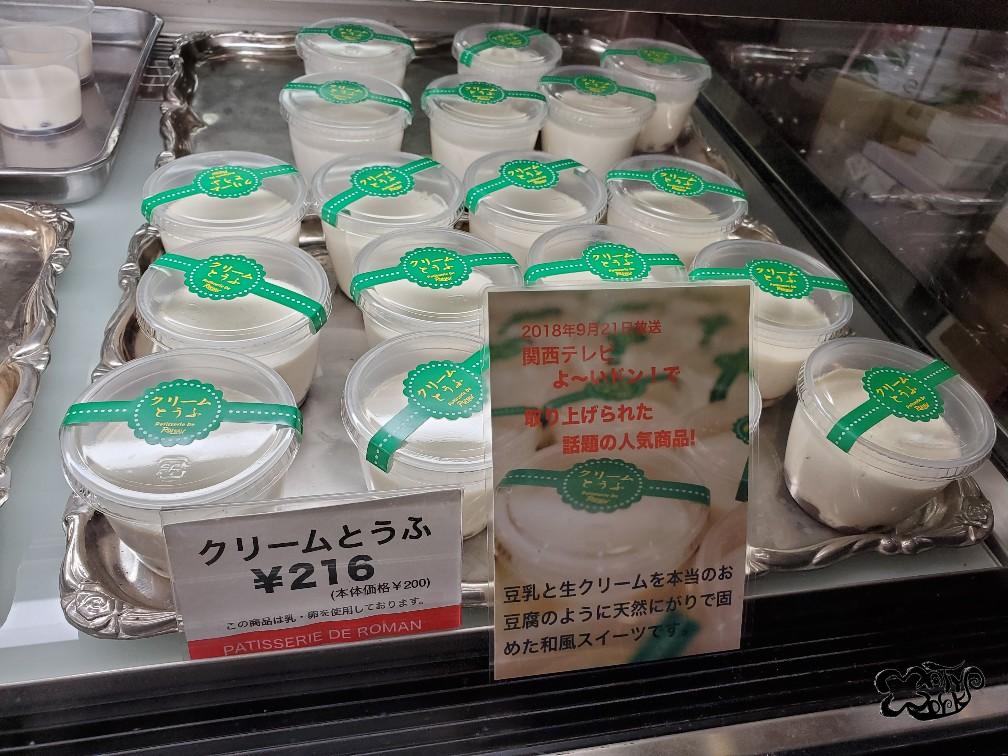 クリーム
とうふ
Patisserie De
Roman
クリームとうふ
¥216
(本体価格¥200)
この商品は乳・卵を使用しております。
PATISSERIE DE ROMAN
2018年9月21日放送
関西テレビ
よ〜いドン!で
取り上げられた
話題の人気商品!
クリーム
とうふ
豆乳と生クリームを本当のお
豆腐のように天然にがりで固
めた和風スイーツです。